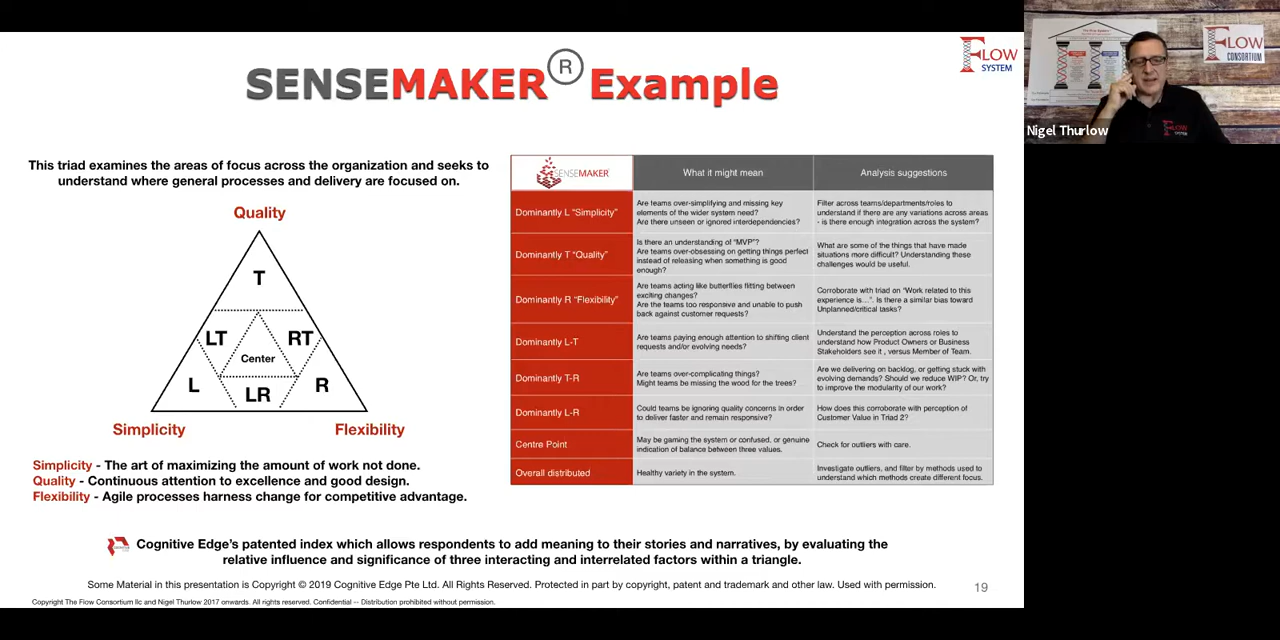 SENSEMAKER® Example
FLOW
SYSTEM
This triad examines the areas of focus across the organization and seeks to
understand where general processes and delivery are focused on.
Quality
T
LT
RT
Center
L
LR
R
Simplicity
Flexibility
Simplicity - The art of maximizing the amount of work not done.
Quality - Continuous attention to excellence and good design.
Flexibility - Agile processes harness change for competitive advantage.
SENSEMAKER
What it might mean
Analysis suggestions
Dominantly L "Simplicity"
Are teams over-simplifying and missing key
elements of the wider system need?
Are there unseen or ignored interdependencies?
Filter across teams/departments/roles to
understand if there are any variations across areas
- is there enough integration across the system?
Dominantly T "Quality"
Is there an understanding of "MVP"?
Are teams over-obsessing on getting things perfect
instead of releasing when something is good
enough?
What are some of the things that have made
situations more difficult? Understanding these
challenges would be useful.
Dominantly R "Flexibility"
Are teams acting like butterflies flitting between
exciting changes?
Are the teams too responsive and unable to push
back against customer requests?
Corroborate with triad on "Work related to this
experience is…". Is there a similar bias toward
Unplanned/critical tasks?
Dominantly L-T
Are teams paying enough attention to shifting client
requests and/or evolving needs?
Understand the perception across roles to
understand how Product Owners or Business
Stakeholders see it , versus Member of Team.
Dominantly T-R
Are teams over-complicating things?
Might teams be missing the wood for the trees?
Are we delivering on backlog, or getting stuck with
evolving demands? Should we reduce WIP? Or, try
to improve the modularity of our work?
Dominantly L-R
Could teams be ignoring quality concerns in order
to deliver faster and remain responsive?
How does this corroborate with perception of
Customer Value in Triad 2?
Centre Point
May be gaming the system or confused, or genuine
indication of balance between three values.
Check for outliers with care.
Overall distributed
Healthy variety in the system.
Investigate outliers, and filter by methods used to
understand which methods create different focus.
Cognitive Edge's patented index which allows respondents to add meaning to their stories and narratives, by evaluating the
relative influence and significance of three interacting and interrelated factors within a triangle.
Some Material in this presentation is Copyright © 2019 Cognitive Edge Pte Ltd. All Rights Reserved. Protected in part by copyright, patent and trademark and other law. Used with permission.
19
Copyright The Flow Consortium llc and Nigel Thurlow 2017 onwards. All rights reserved. Confidential -- Distribution prohibited without permission.
FLOW
CONSORTIUM
FLOW
Nigel Thurlow